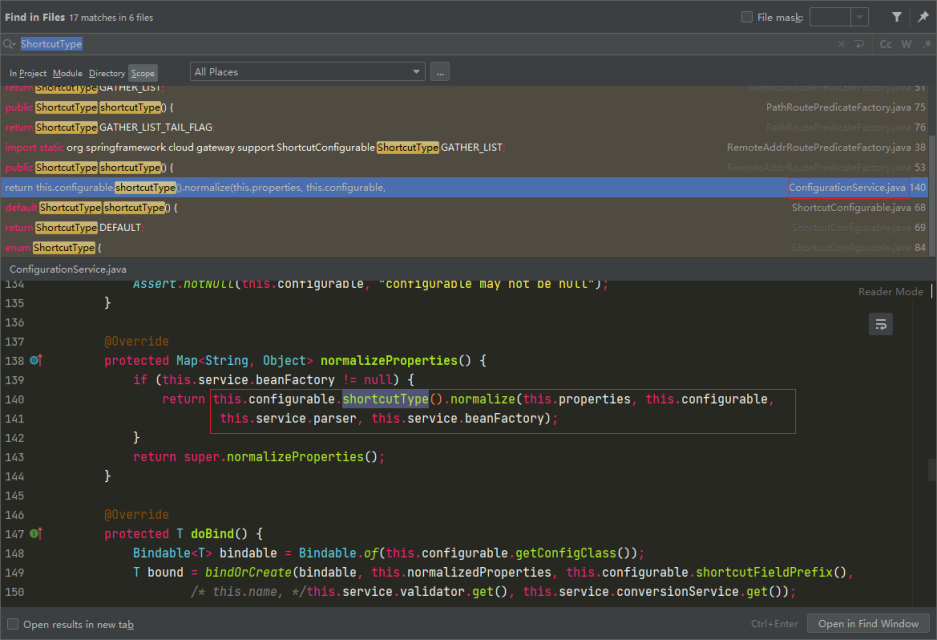 Find in Files 17 matches in 6 files
File mask:
ShortcutType
Cc W .*
In Project Module Directory Scope
All Places
...
return ShortcutType.GATHER_LIST; MethodRoutePredicateFactory.java 51
public ShortcutType shortcutType() { PathRoutePredicateFactory.java 75
return ShortcutType.GATHER_LIST_TAIL_FLAG; PathRoutePredicateFactory.java 76
import static org.springframework.cloud.gateway.support.ShortcutConfigurable.ShortcutType.GATHER_LIST; RemoteAddrRoutePredicateFactory.java 38
public ShortcutType shortcutType() { RemoteAddrRoutePredicateFactory.java 53
return this.configurable.shortcutType().normalize(this.properties, this.configurable, ConfigurationService.java 140
default ShortcutType shortcutType() { ShortcutConfigurable.java 68
return ShortcutType.DEFAULT; ShortcutConfigurable.java 69
enum ShortcutType { ShortcutConfigurable.java 84
ConfigurationService.java
134 Assert.notNull(this.configurable, "configurable may not be null");
Reader Mode
135 }
136
137 @Override
138 protected Map<String, Object> normalizeProperties() {
139 if (this.service.beanFactory != null) {
140 return this.configurable.shortcutType().normalize(this.properties, this.configurable,
141 this.service.parser, this.service.beanFactory);
142 }
143 return super.normalizeProperties();
144 }
145
146 @Override
147 protected T doBind() {
148 Bindable<T> bindable = Bindable.of(this.configurable.getConfigClass());
149 T bound = bindOrCreate(bindable, this.normalizedProperties, this.configurable.shortcutFieldPrefix(),
150 /* this.name, */this.service.validator.get(), this.service.conversionService.get());
Open results in new tab
Ctrl+Enter
Open in Find Window